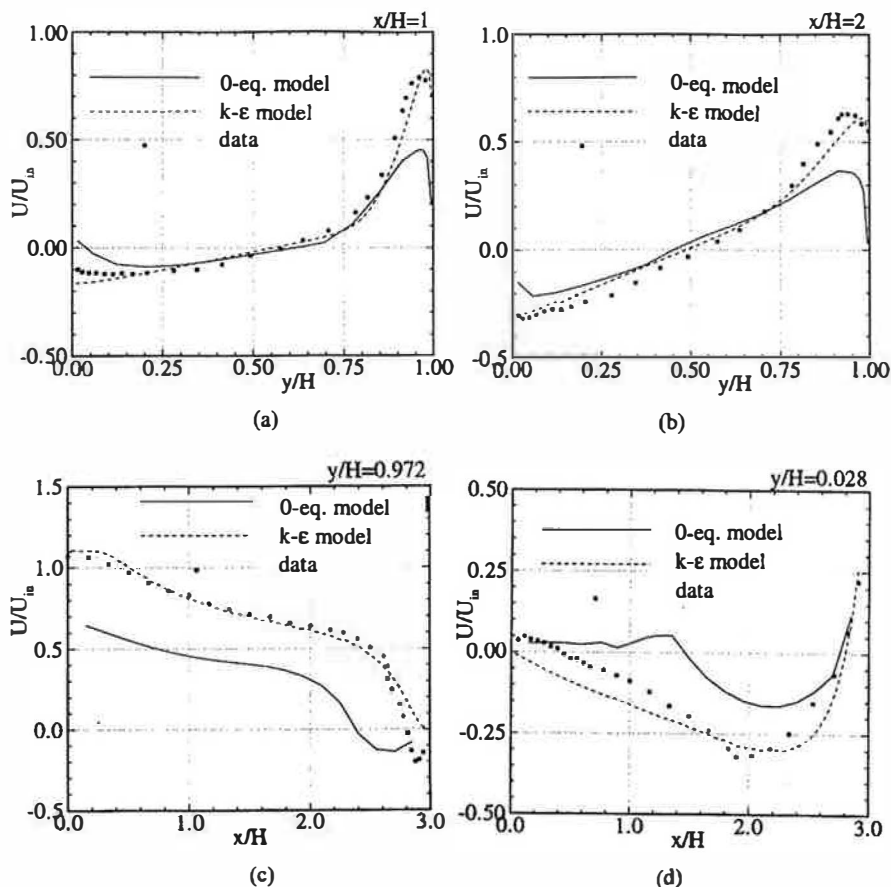 x/H=1
1.00
0.50
0.00
-0.50
U/U_in
0-eq. model
k-ε model
data
0.00 0.25 0.50 0.75 1.00
y/H
(a)
x/H=2
1.00
0.50
0.00
-0.5
U/U_in
0-eq. model
k-ε model
data
0.00 0.25 0.50 0.75 1.00
y/H
(b)
y/H=0.972
1.5
1.0
0.5
0.0
-0.5
U/U_in
0-eq. model
k-ε model
data
0.0 1.0 2.0 3.0
x/H
(c)
y/H=0.028
0.50
0.25
0.00
-0.25
-0.50
U/U_in
0-eq. model
k-ε model
data
0.0 1.0 2.0 3.0
x/H
(d)